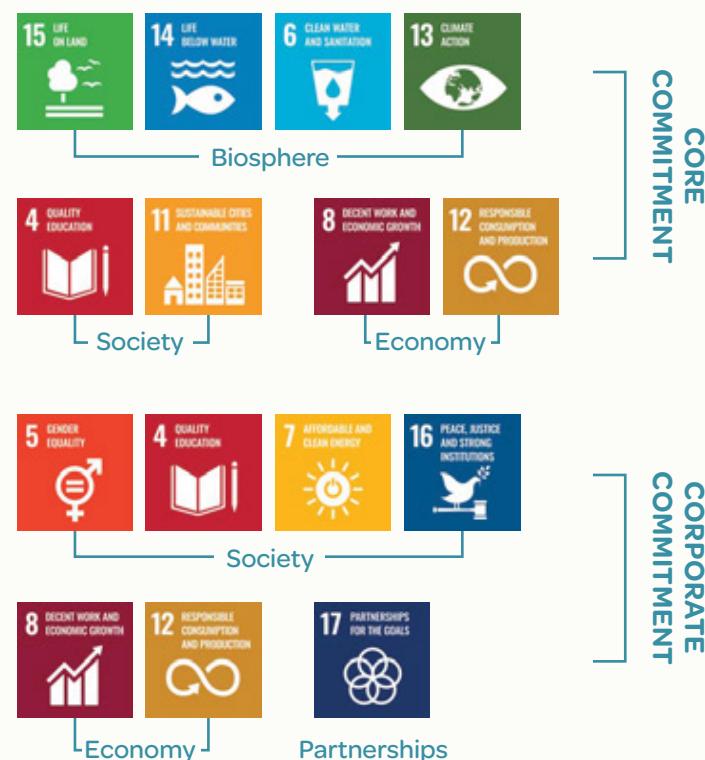 15 LIFE
ON LAND
14 LIFE
BELOW WATER
6 CLEAN WATER
AND SANITATION
13 CLIMATE
ACTION
Biosphere
4 QUALITY
EDUCATION
11 SUSTAINABLE CITIES
AND COMMUNITIES
8 DECENT WORK AND
ECONOMIC GROWTH
12 RESPONSIBLE
CONSUMPTION
AND PRODUCTION
Society
Economy
CORE
COMMITMENT
5 GENDER
EQUALITY
4 QUALITY
EDUCATION
7 AFFORDABLE AND
CLEAN ENERGY
16 PEACE, JUSTICE
AND STRONG
INSTITUTIONS
Society
8 DECENT WORK AND
ECONOMIC GROWTH
12 RESPONSIBLE
CONSUMPTION
AND PRODUCTION
17 PARTNERSHIPS
FOR THE GOALS
Economy
Partnerships
CORPORATE
COMMITMENT